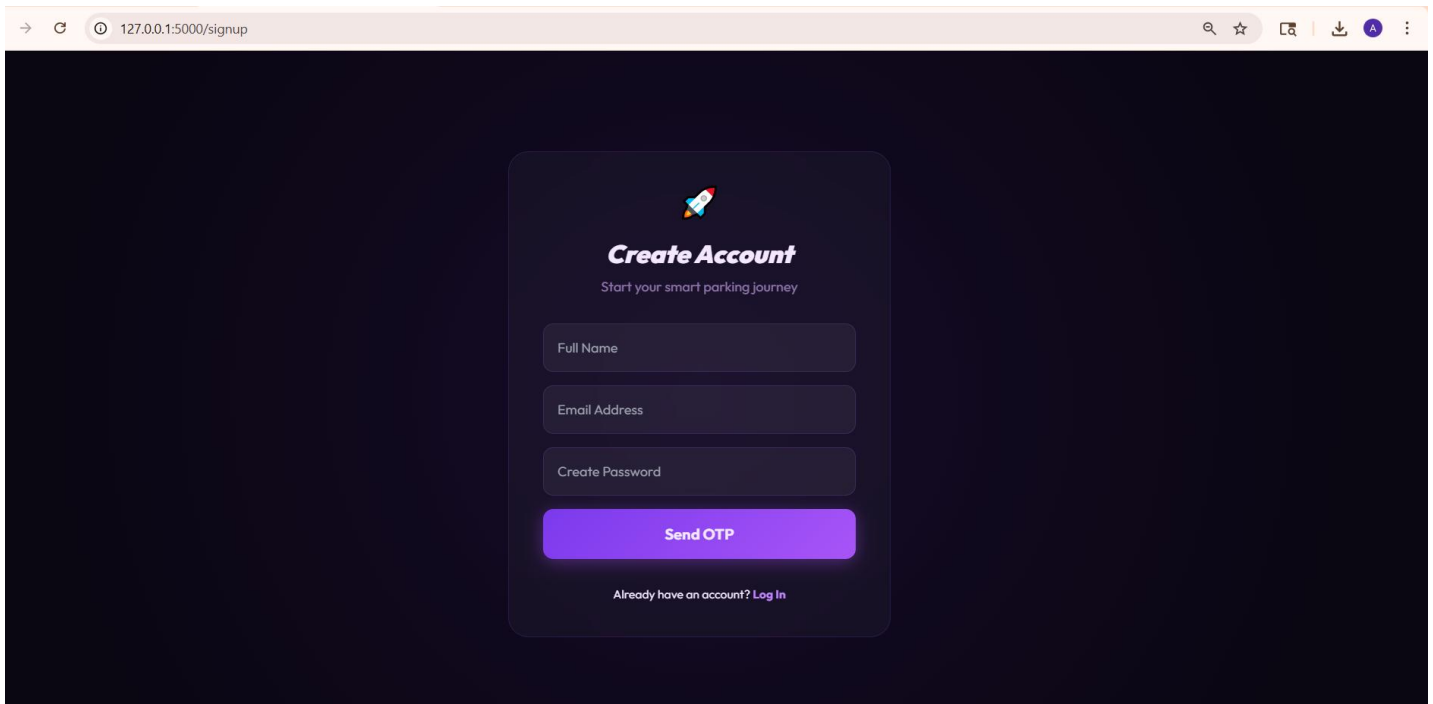 127.0.0.1:5000/signup
A
Create Account
Start your smart parking journey
Full Name
Email Address
Create Password
Send OTP
Already have an account? Log In